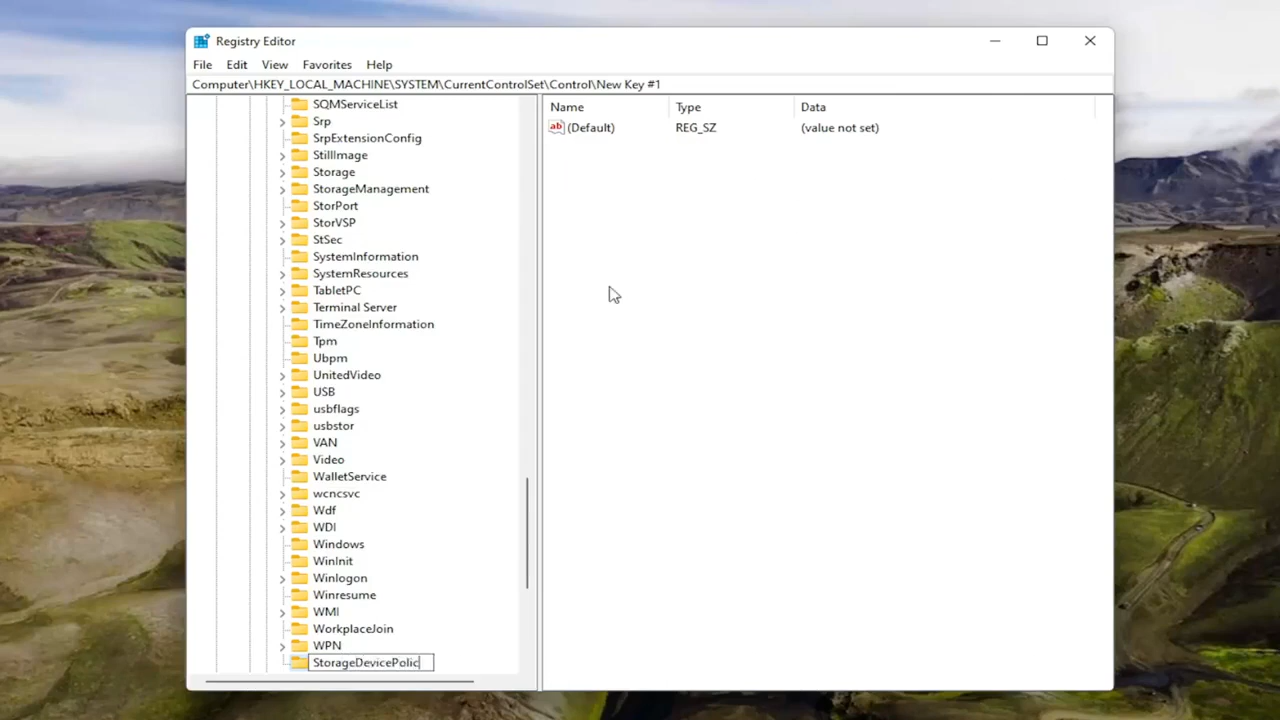 Registry Editor
File Edit View Favorites Help
Computer\HKEY_LOCAL_MACHINE\SYSTEM\CurrentControlSet\Control\New Key #1
SQMServiceList
Srp
SrpExtensionConfig
StillImage
Storage
StorageManagement
StorPort
StorVSP
StSec
SystemInformation
SystemResources
TabletPC
Terminal Server
TimeZoneInformation
Tpm
Ubpm
UnitedVideo
USB
usbflags
usbstor
VAN
Video
WalletService
wcncsvc
Wdf
WDI
Windows
WinInit
Winlogon
Winresume
WMI
WorkplaceJoin
WPN
StorageDevicePolic
Name Type Data
ab (Default) REG_SZ (value not set)